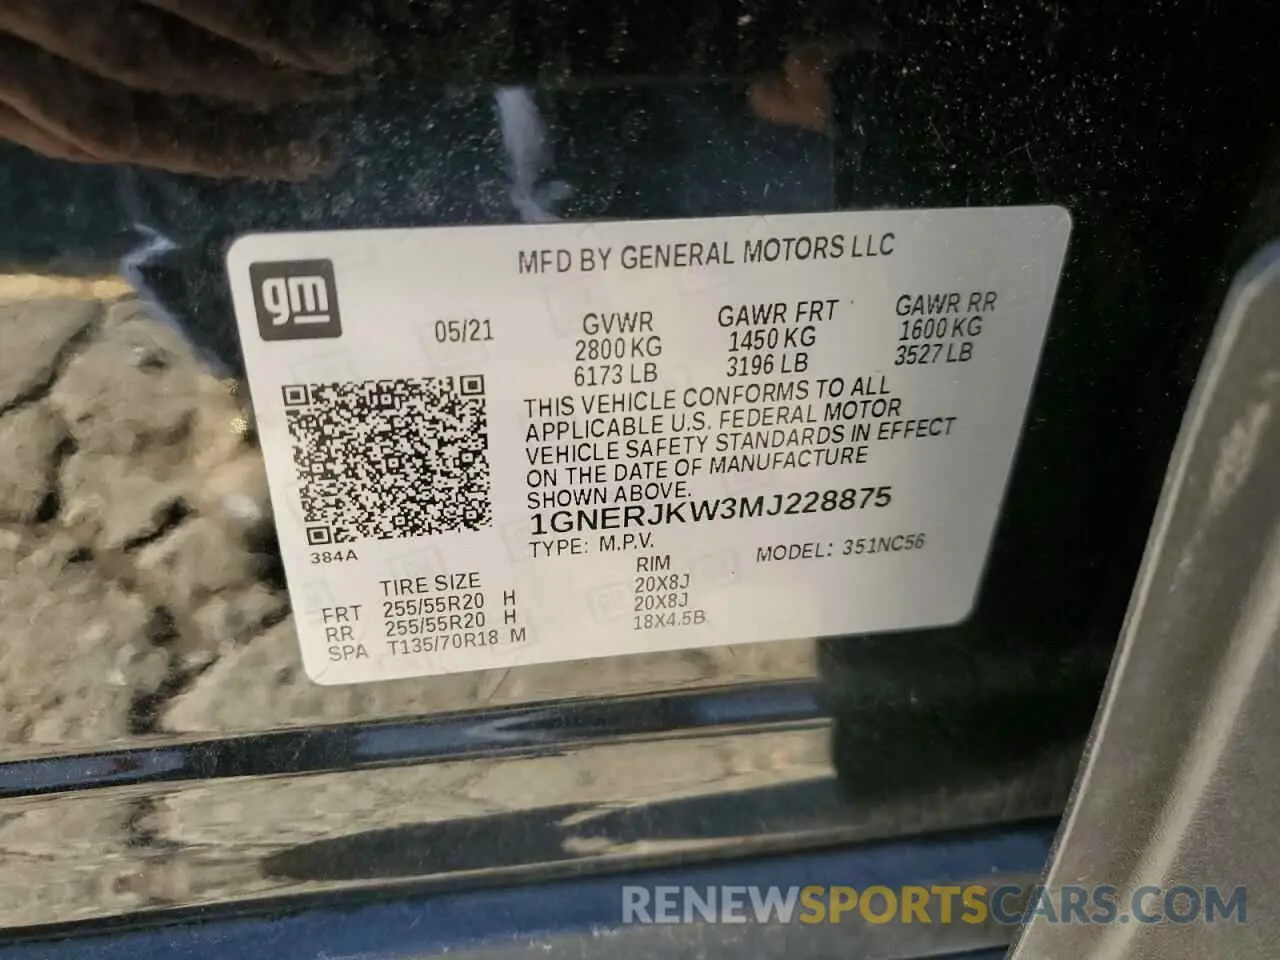 MFD BY GENERAL MOTORS LLC
gm
05/21
GVWR GAWR FRT GAWR RR
2800 KG 1450 KG 1600 KG
6173 LB 3196 LB 3527 LB
THIS VEHICLE CONFORMS TO ALL
APPLICABLE U.S. FEDERAL MOTOR
VEHICLE SAFETY STANDARDS IN EFFECT
ON THE DATE OF MANUFACTURE
SHOWN ABOVE.
1GNERJKW3MJ228875
TYPE: M.P.V. MODEL: 351NC56
384A
TIRE SIZE RIM
FRT 255/55R20 H 20X8J
RR 255/55R20 H 20X8J
SPA T135/70R18 M 18X4.5B
RENEWSPORTSCARS.COM